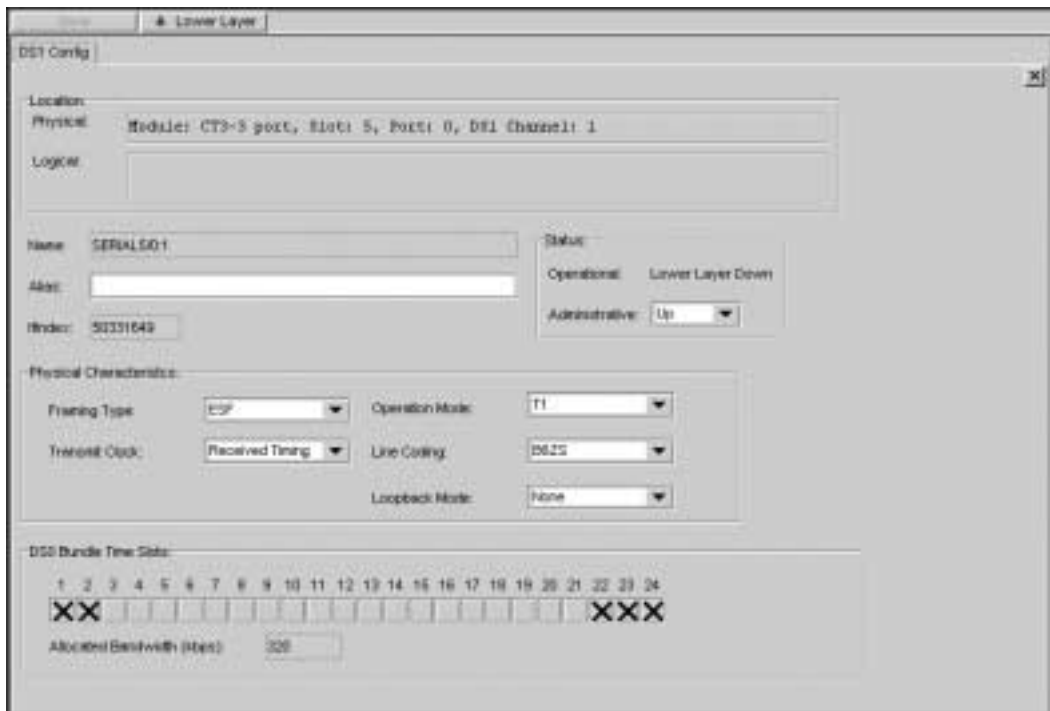 Lower Layer
DS1 Config
Location:
Physical: Module: CT3-3 port, Slot: 5, Port: 0, DS1 Channel: 1
Logical:
Name:
Alias:
IfIndex: 50331649
Status:
Operational: Lower Layer Down
Administrative: Up
Physical Characteristics:
Framing Type: ESF
Operation Mode: T1
Transmit Clock: Received Timing
Line Coding: B8ZS
Loopback Mode: None
DS0 Bundle Time Slots:
1 2 3 4 5 6 7 8 9 10 11 12 13 14 15 16 17 18 19 20 21 22 23 24
Allocated Bandwidth (kbps): 320